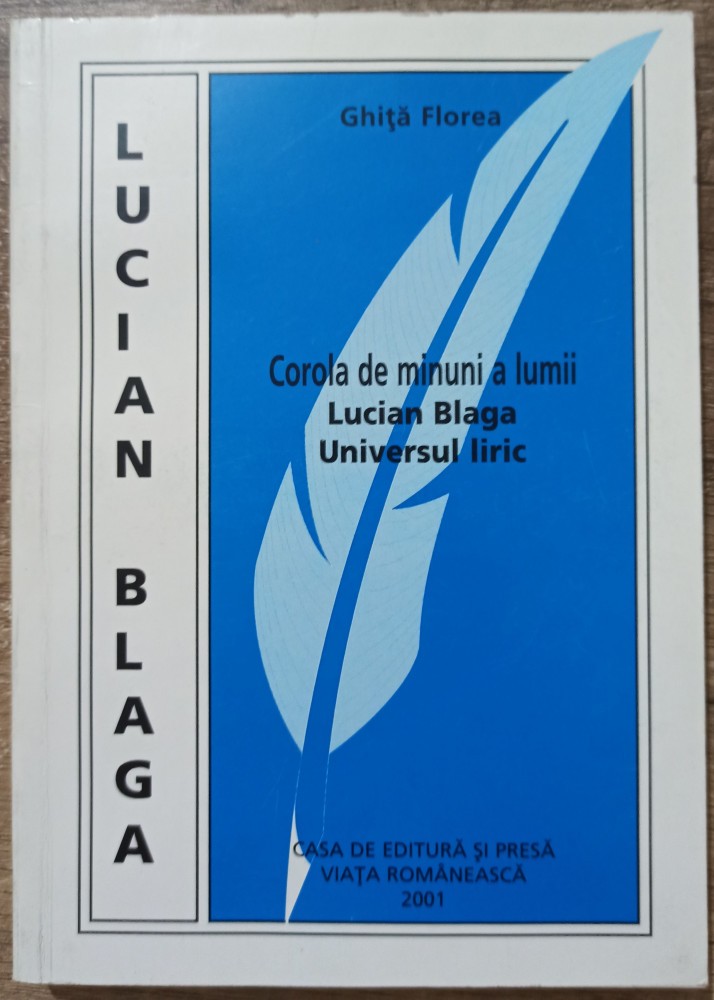 LUCIAN BLAGA
Ghiţă Florea
Corola de minuni a lumii
Lucian Blaga
Universul liric
CASA DE EDITURĂ ŞI PRESĂ
VIAŢA ROMÂNEASCĂ
2001